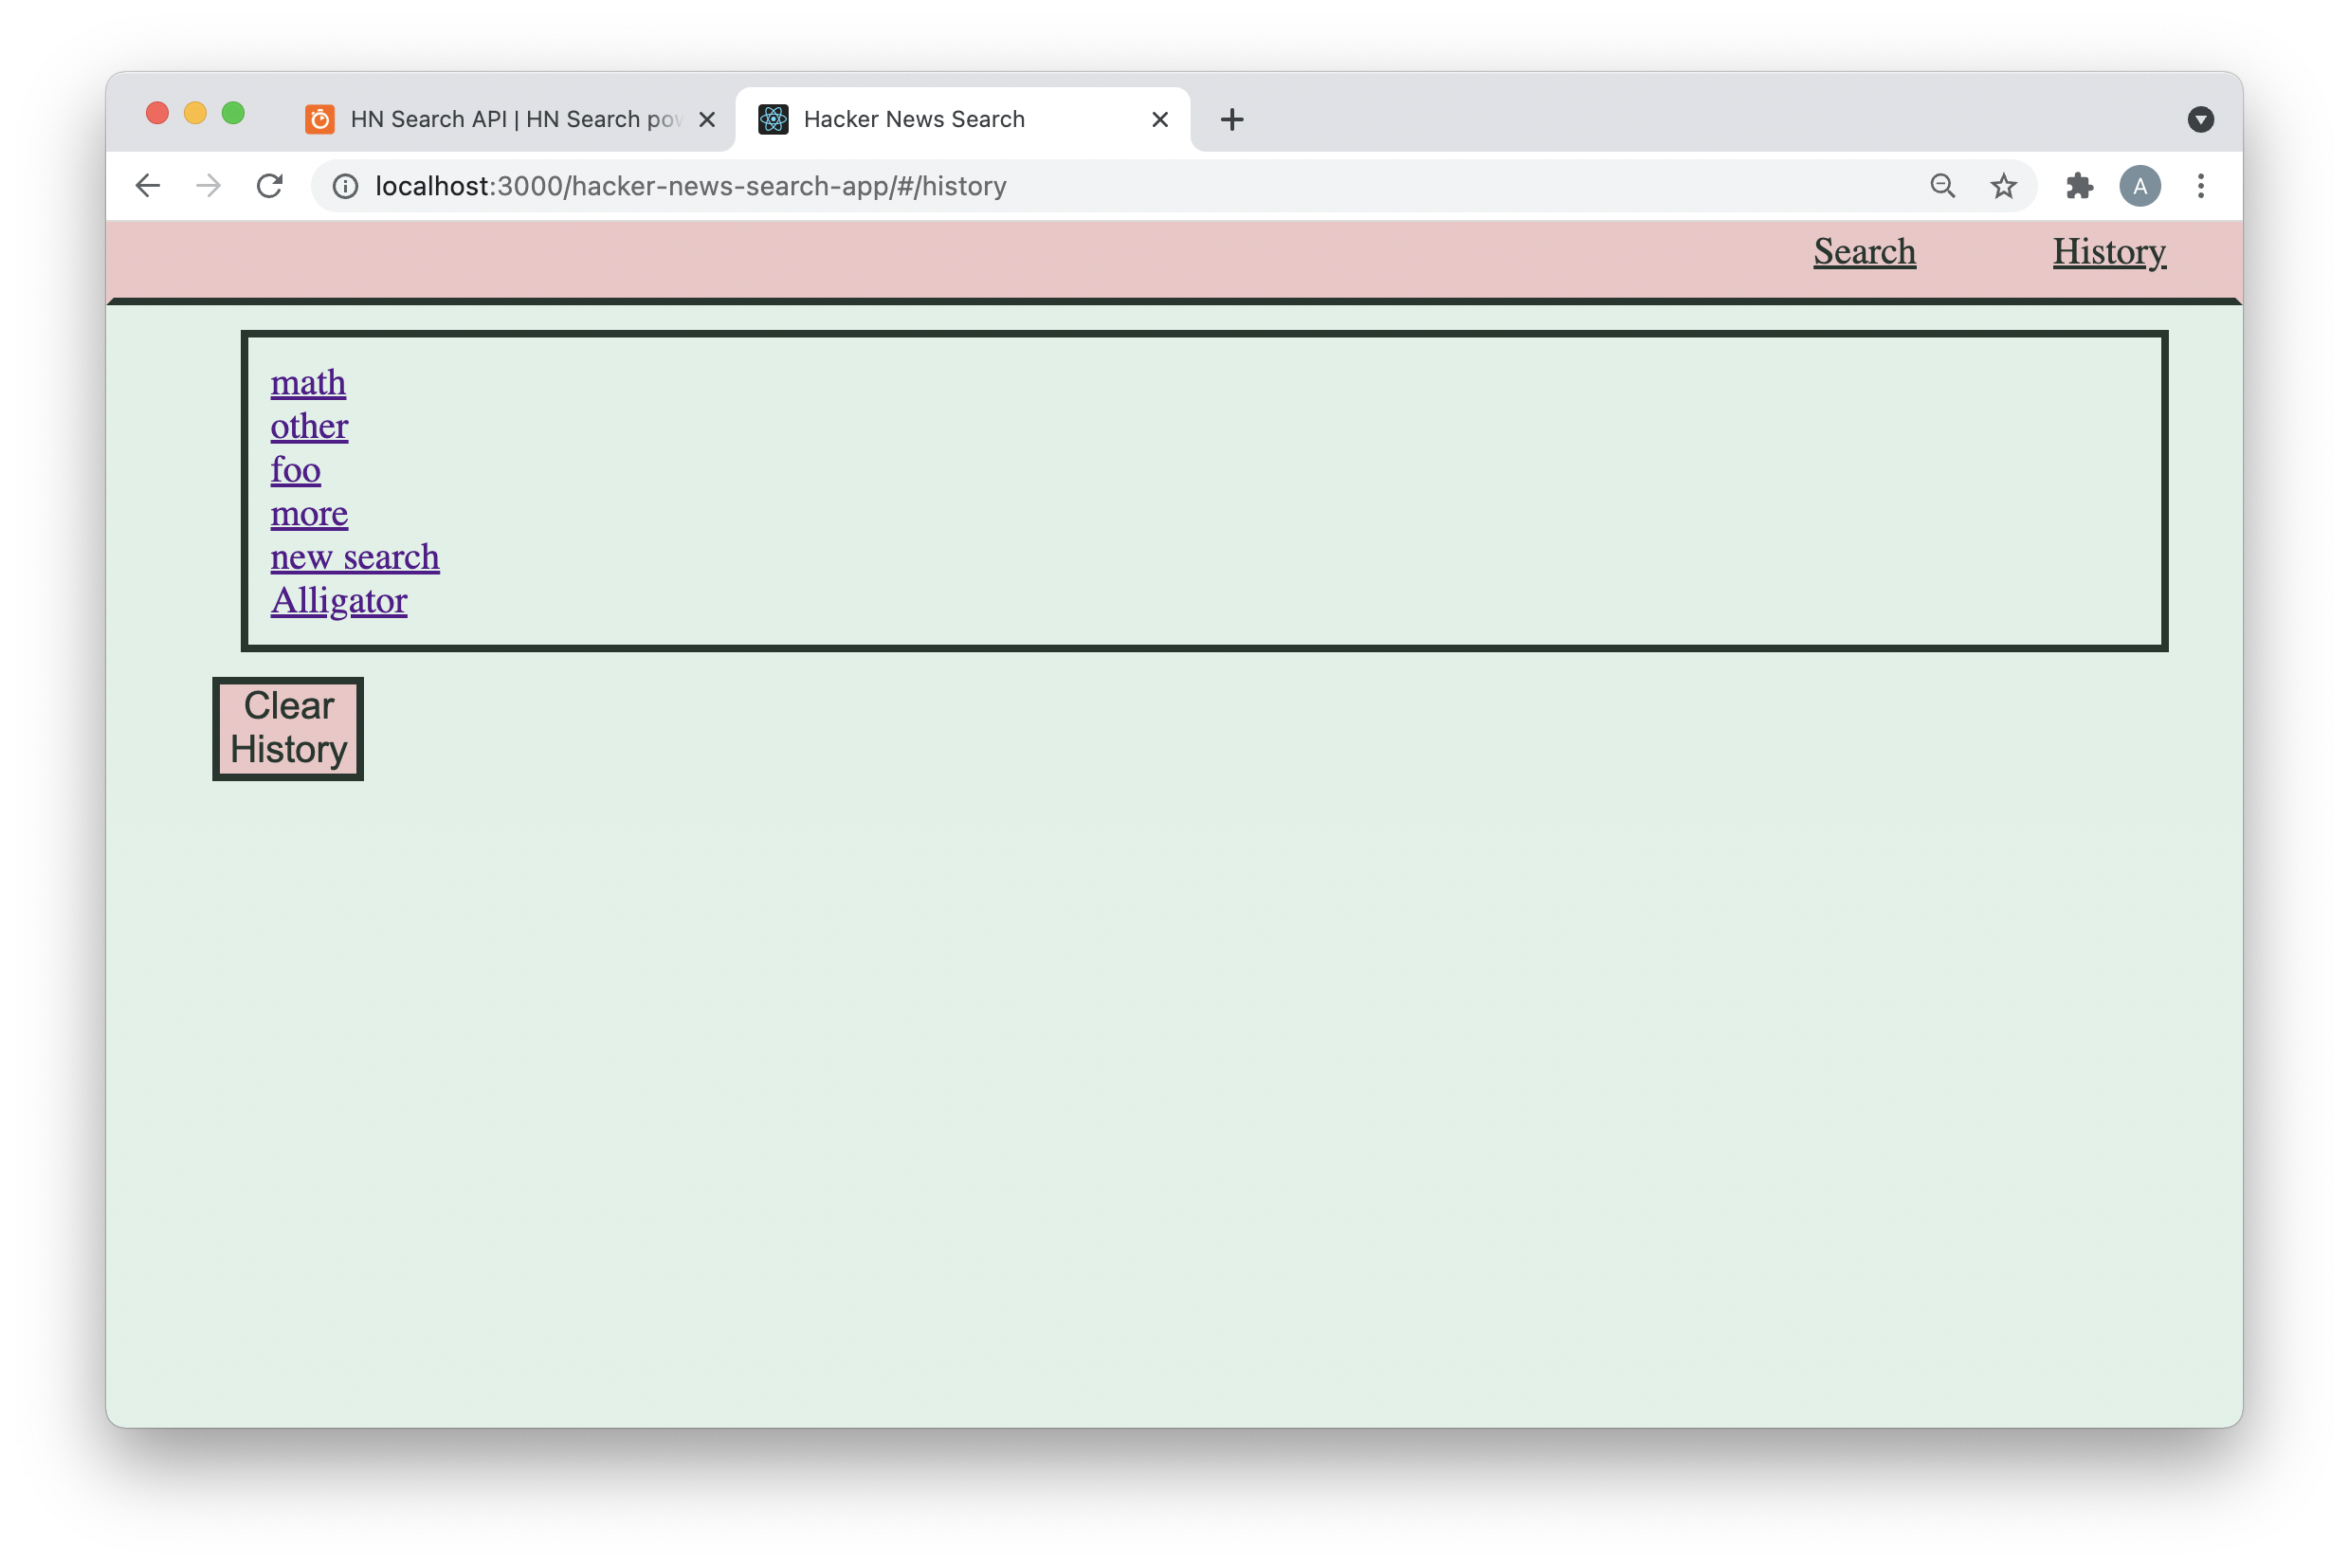 HN Search API | HN Search pow
Hacker News Search
localhost:3000/hacker-news-search-app/#/history
A
Search History
math
other
foo
more
new search
Alligator
Clear
History